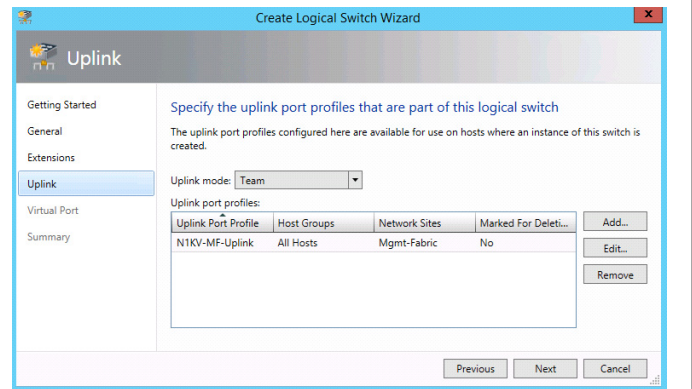 Create Logical Switch Wizard
x
Uplink
Getting Started
General
Extensions
Uplink
Virtual Port
Summary
Specify the uplink port profiles that are part of this logical switch
The uplink port profiles configured here are available for use on hosts where an instance of this switch is
created.
Uplink mode: Team
Uplink port profiles:
Uplink Port Profile Host Groups Network Sites Marked For Deleti...
N1KV-MF-Uplink All Hosts Mgmt-Fabric No
Add...
Edit...
Remove
Previous Next Cancel